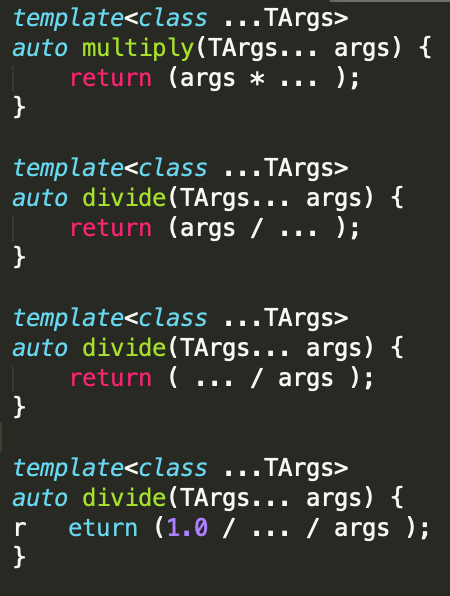 template<class ...TArgs>
auto multiply(TArgs... args) {
    return (args * ... );
}

template<class ...TArgs>
auto divide(TArgs... args) {
    return (args / ... );
}

template<class ...TArgs>
auto divide(TArgs... args) {
    return ( ... / args );
}

template<class ...TArgs>
auto divide(TArgs... args) {
r   eturn (1.0 / ... / args );
}